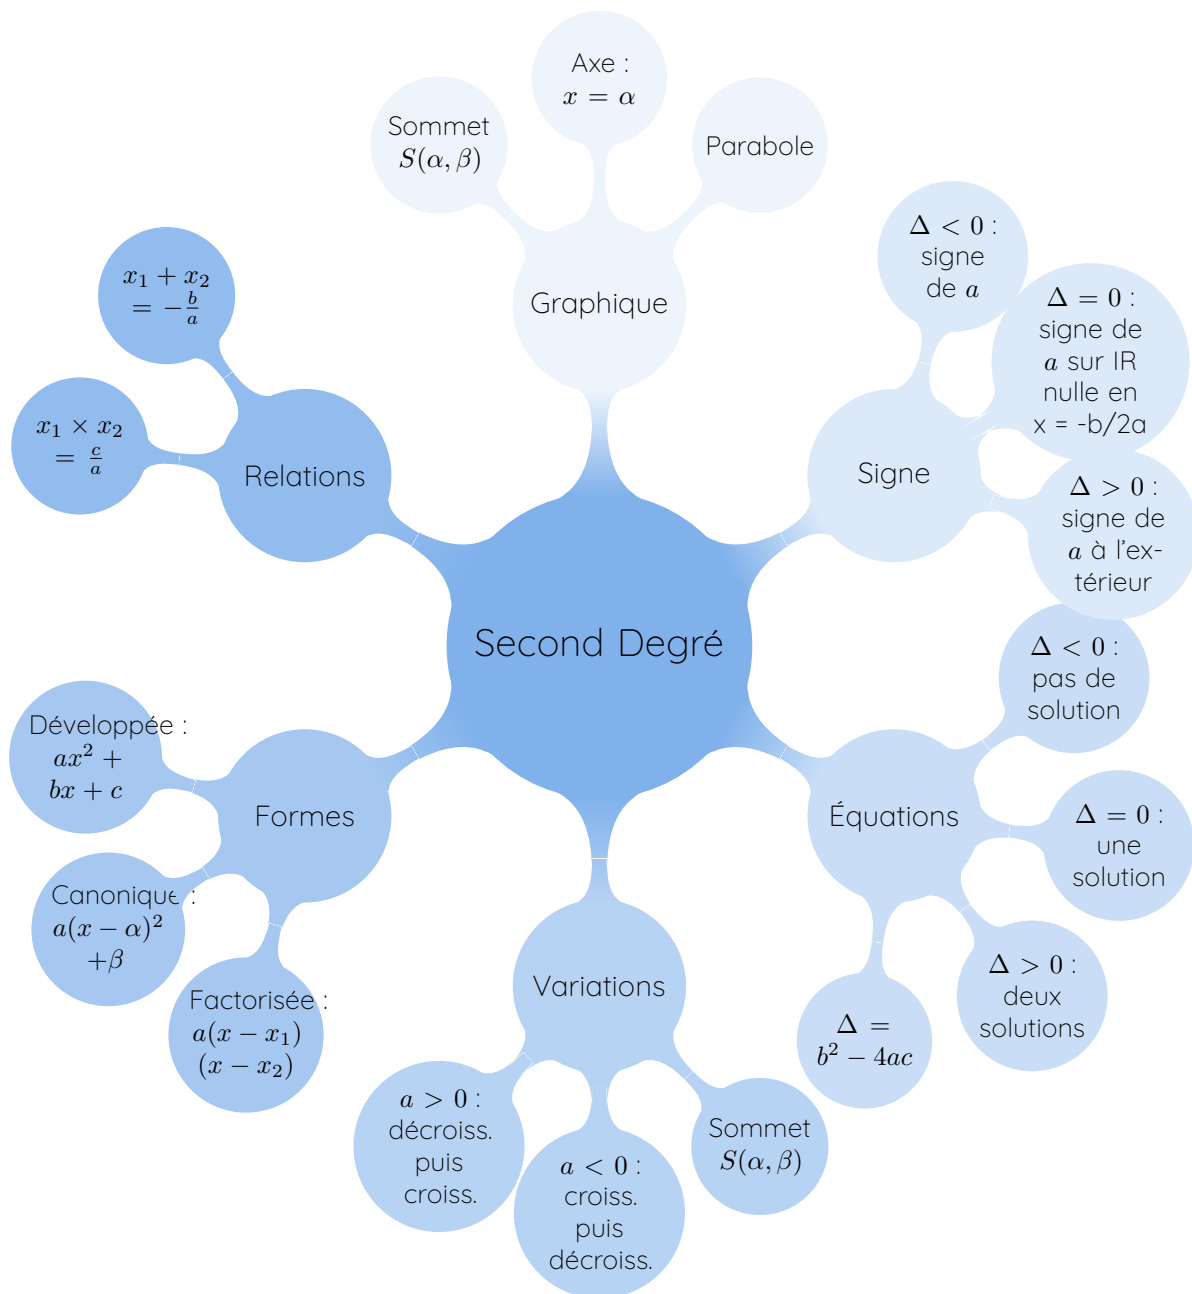 Axe :
x = α
Sommet
S(α, β)
Parabole
Graphique
Δ < 0 :
signe
de a
Δ = 0 :
signe de
a sur IR
nulle en
x = -b/2a
Δ > 0 :
signe de
a à l'ex-
térieur
Signe
x₁ + x₂
= −b/a
x₁ × x₂
= c/a
Relations
Second Degré
Δ < 0 :
pas de
solution
Δ = 0 :
une
solution
Δ > 0 :
deux
solutions
Δ =
b² − 4ac
Équations
Développée :
ax² +
bx + c
Canonique :
a(x − α)²
+β
Factorisée :
a(x − x₁)
(x − x₂)
Formes
Variations
a > 0 :
décroiss.
puis
croiss.
a < 0 :
croiss.
puis
décroiss.
Sommet
S(α, β)